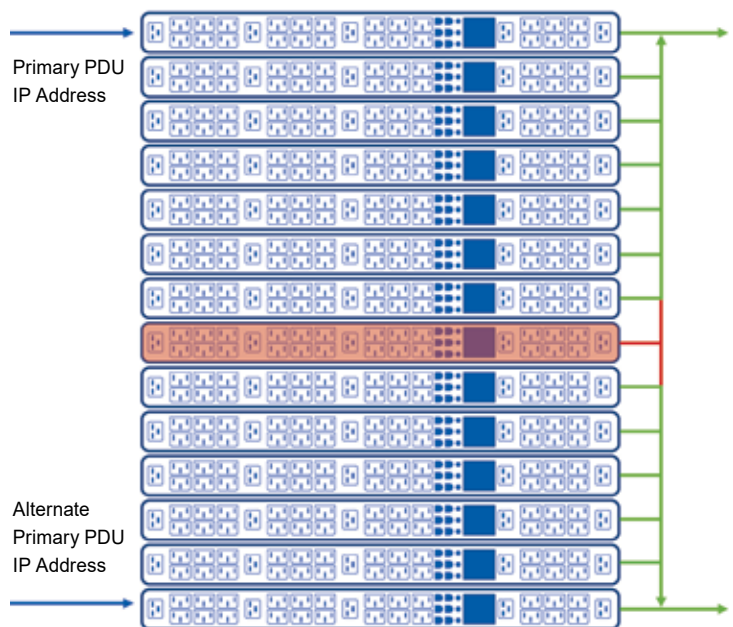 Primary PDU
IP Address
Alternate
Primary PDU
IP Address